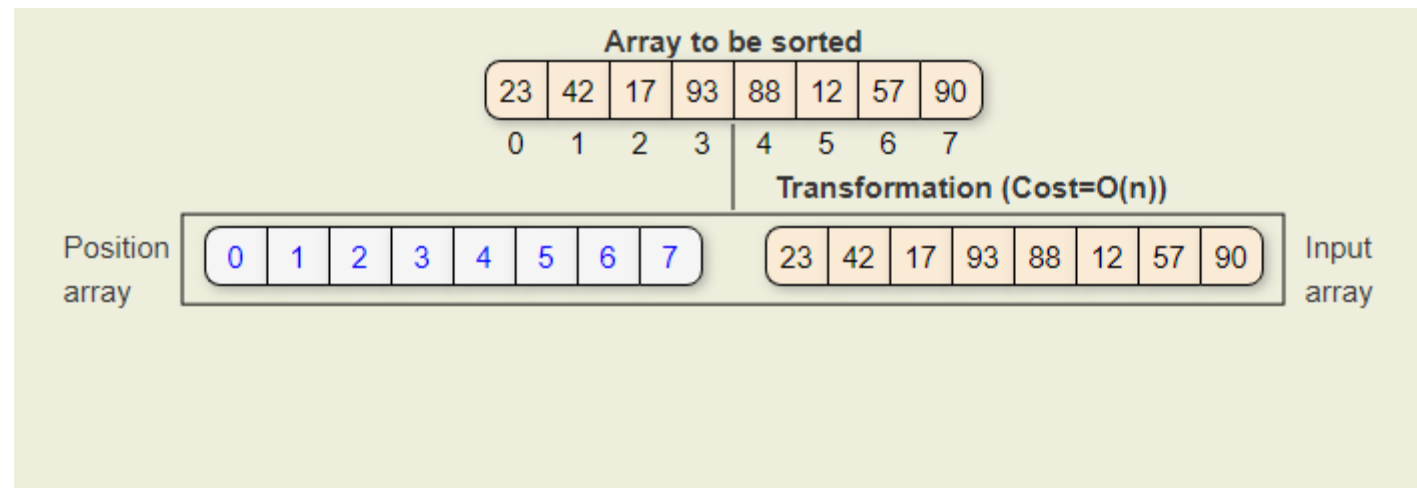 Array to be sorted
23 42 17 93 88 12 57 90
0 1 2 3 4 5 6 7
Transformation (Cost=O(n))
Position
array
0 1 2 3 4 5 6 7
23 42 17 93 88 12 57 90
Input
array